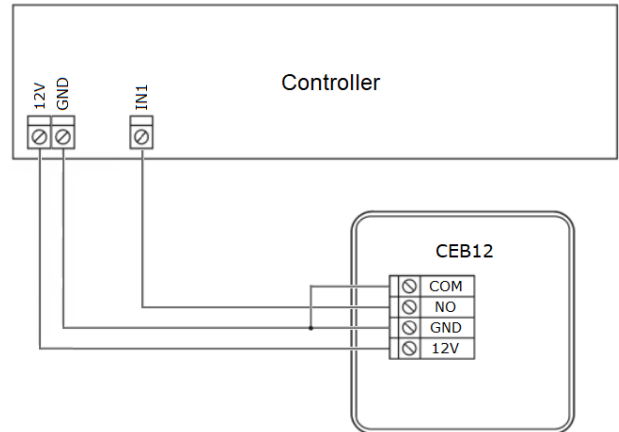 12V
GND
IN1
Controller
CEB12
COM
NO
GND
12V